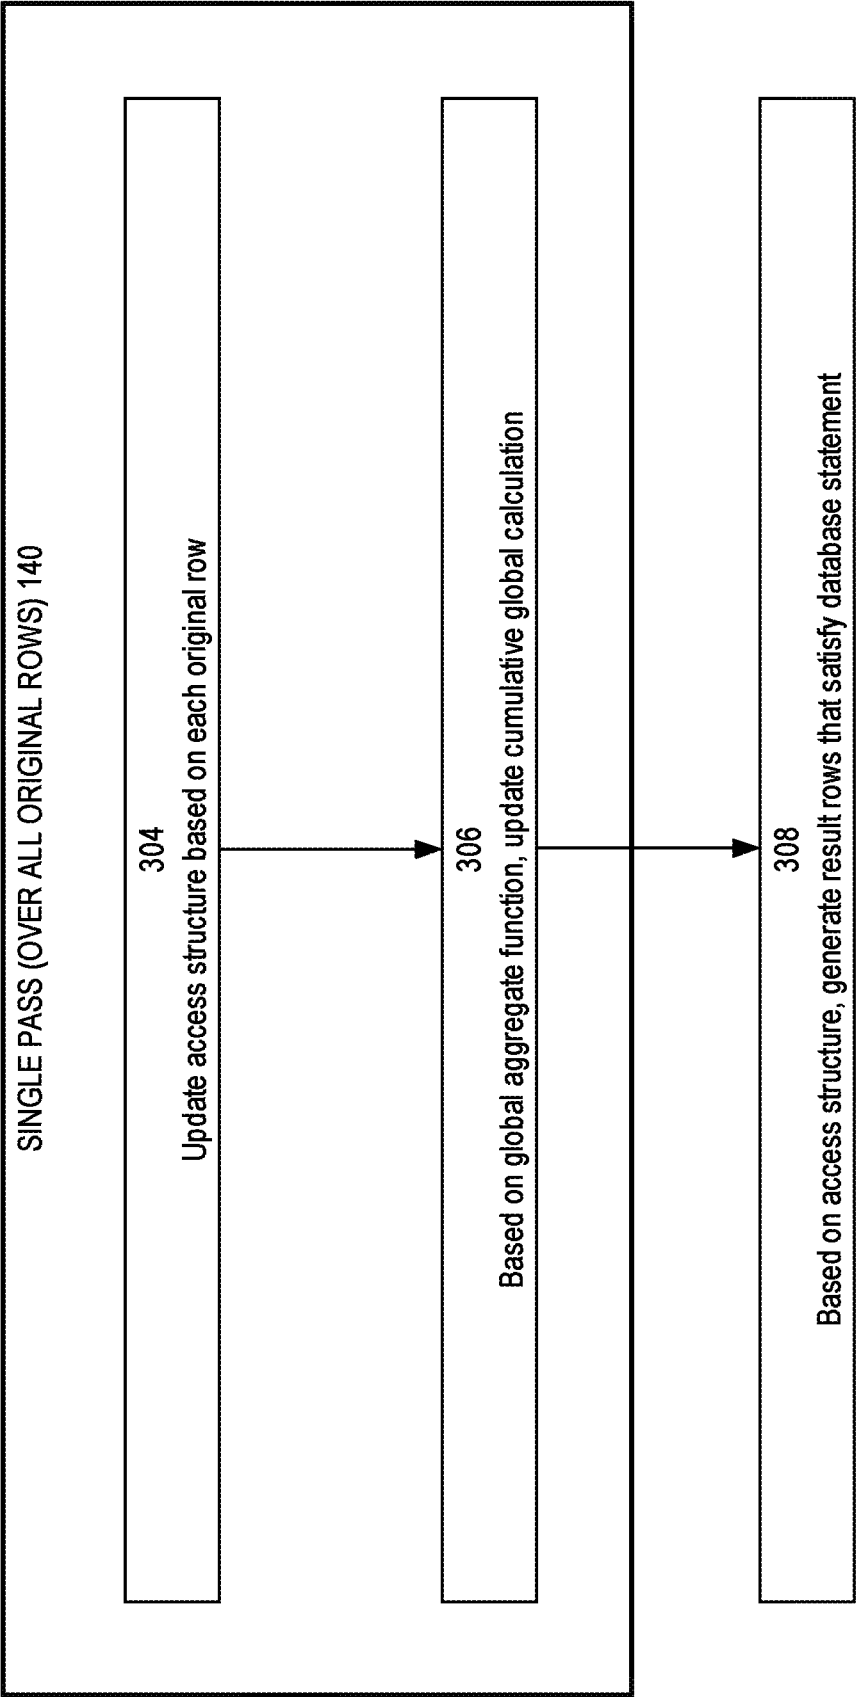 SINGLE PASS (OVER ALL ORIGINAL ROWS) 140
304
Update access structure based on each original row
306
Based on global aggregate function, update cumulative global calculation
308
Based on access structure, generate result rows that satisfy database statement